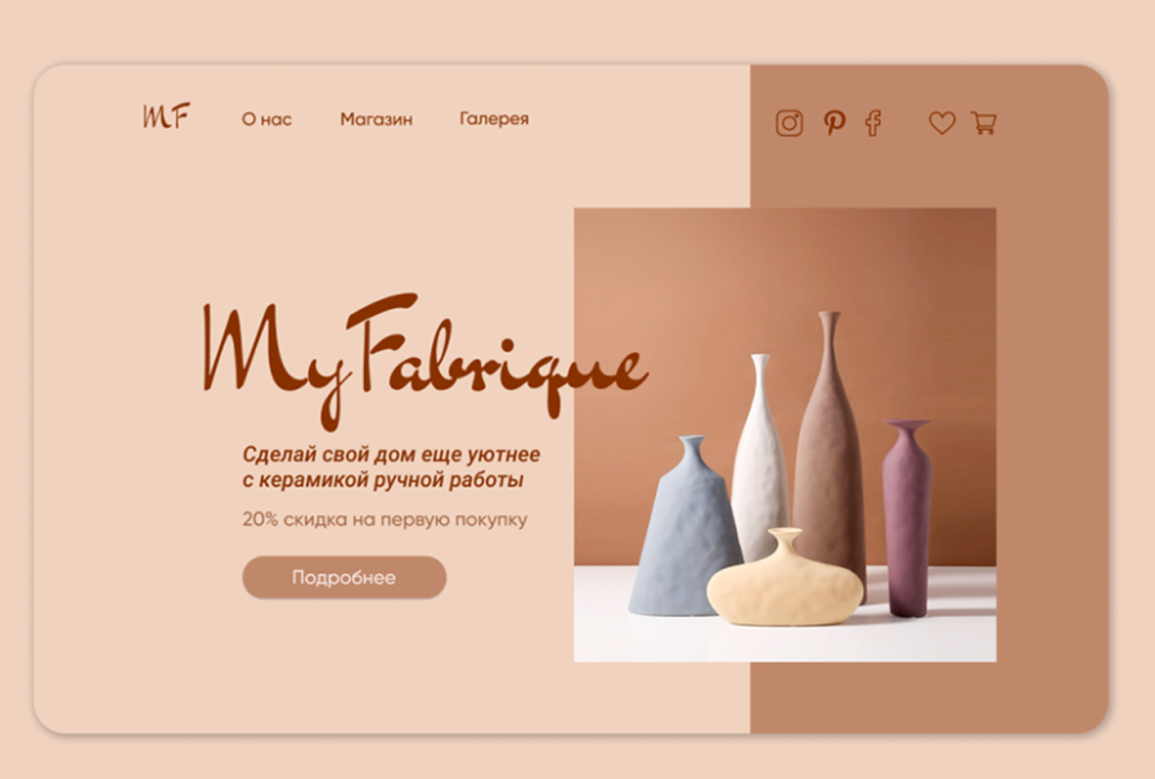 MF
О нас
Магазин
Галерея
MyFabrique
Сделай свой дом еще уютнее
с керамикой ручной работы
20% скидка на первую покупку
Подробнее